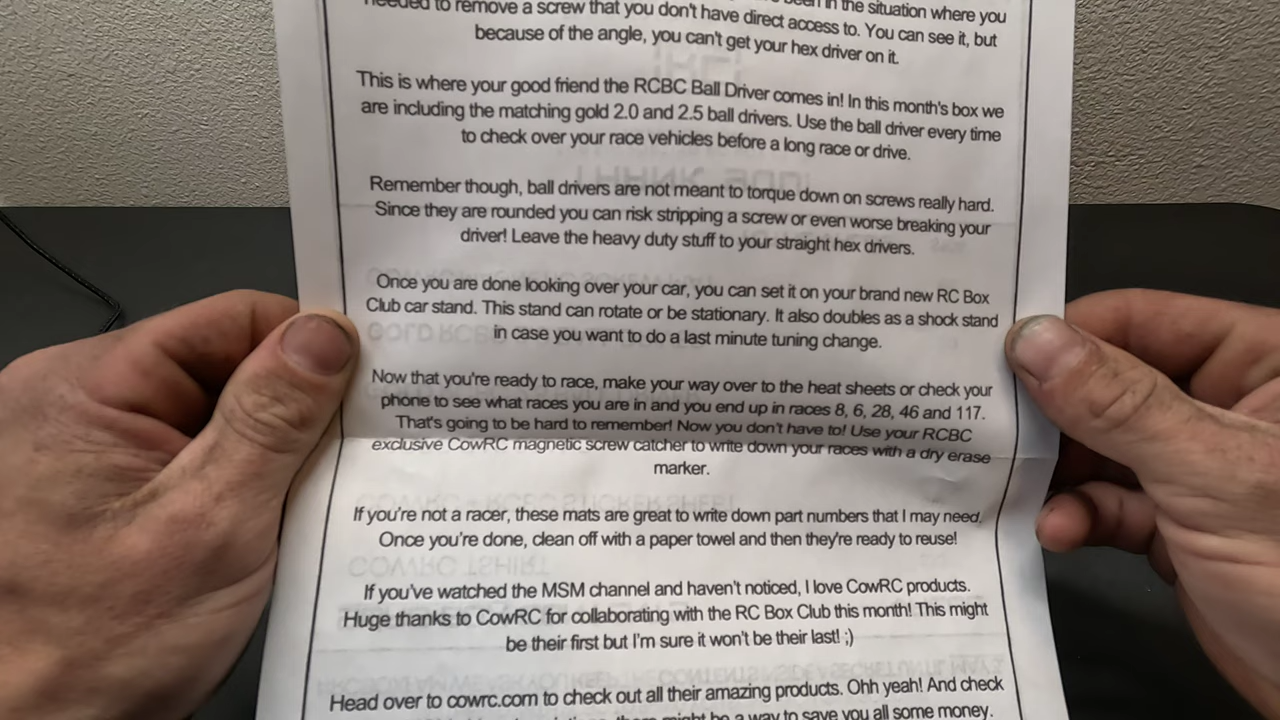 been in the situation where you
needed to remove a screw that you don't have direct access to. You can see it, but
because of the angle, you can't get your hex driver on it.
This is where your good friend the RCBC Ball Driver comes in! In this month's box we
are including the matching gold 2.0 and 2.5 ball drivers. Use the ball driver every time
to check over your race vehicles before a long race or drive.
Remember though, ball drivers are not meant to torque down on screws really hard.
Since they are rounded you can risk stripping a screw or even worse breaking your
driver! Leave the heavy duty stuff to your straight hex drivers.
Once you are done looking over your car, you can set it on your brand new RC Box
Club car stand. This stand can rotate or be stationary. It also doubles as a shock stand
in case you want to do a last minute tuning change.
Now that you're ready to race, make your way over to the heat sheets or check your
phone to see what races you are in and you end up in races 8, 6, 28, 46 and 117.
That's going to be hard to remember! Now you don't have to! Use your RCBC
exclusive CowRC magnetic screw catcher to write down your races with a dry erase
marker.
If you're not a racer, these mats are great to write down part numbers that I may need.
Once you're done, clean off with a paper towel and then they're ready to reuse!
If you've watched the MSM channel and haven't noticed, I love CowRC products.
Huge thanks to CowRC for collaborating with the RC Box Club this month! This might
be their first but I'm sure it won't be their last! ;)
Head over to cowrc.com to check out all their amazing products. Ohh yeah! And check
might be a way to save you all some money.